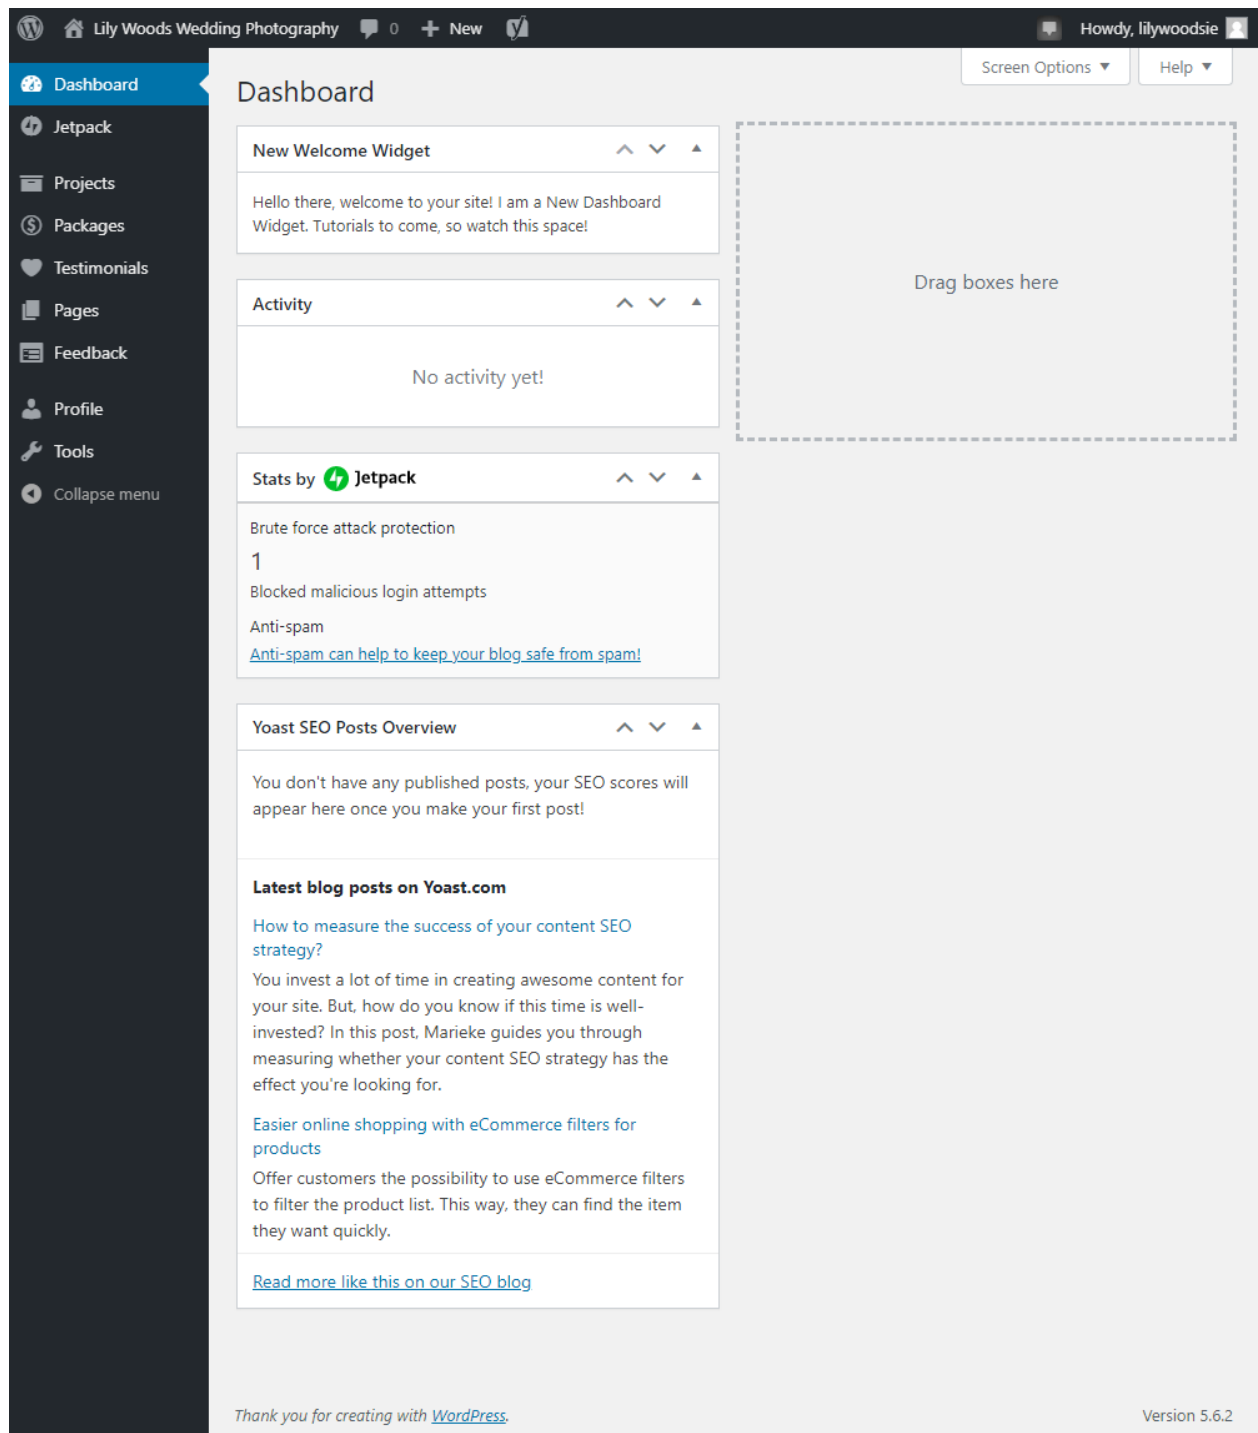 Lily Woods Wedding Photography 0 New Howdy, lilywoodsie
Screen Options Help
Dashboard
Jetpack
Projects
Packages
Testimonials
Pages
Feedback
Profile
Tools
Collapse menu
Dashboard
New Welcome Widget
Hello there, welcome to your site! I am a New Dashboard
Widget. Tutorials to come, so watch this space!
Activity
No activity yet!
Stats by Jetpack
Brute force attack protection
1
Blocked malicious login attempts
Anti-spam
Anti-spam can help to keep your blog safe from spam!
Yoast SEO Posts Overview
You don't have any published posts, your SEO scores will
appear here once you make your first post!
Latest blog posts on Yoast.com
How to measure the success of your content SEO
strategy?
You invest a lot of time in creating awesome content for
your site. But, how do you know if this time is well-
invested? In this post, Marieke guides you through
measuring whether your content SEO strategy has the
effect you're looking for.
Easier online shopping with eCommerce filters for
products
Offer customers the possibility to use eCommerce filters
to filter the product list. This way, they can find the item
they want quickly.
Read more like this on our SEO blog
Drag boxes here
Thank you for creating with WordPress.
Version 5.6.2